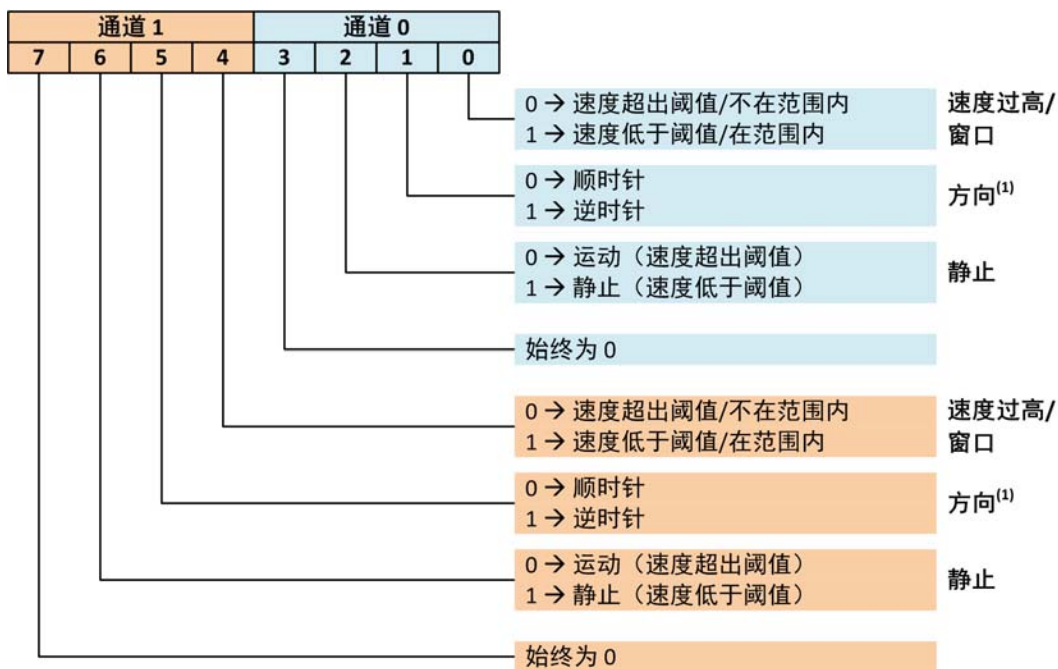 通道 1 通道 0
7 6 5 4 3 2 1 0
0 → 速度超出阈值/不在范围内
1 → 速度低于阈值/在范围内
速度过高/
窗口
0 → 顺时针
1 → 逆时针
方向(1)
0 → 运动（速度超出阈值）
1 → 静止（速度低于阈值）
静止
始终为 0
0 → 速度超出阈值/不在范围内
1 → 速度低于阈值/在范围内
速度过高/
窗口
0 → 顺时针
1 → 逆时针
方向(1)
0 → 运动（速度超出阈值）
1 → 静止（速度低于阈值）
静止
始终为 0